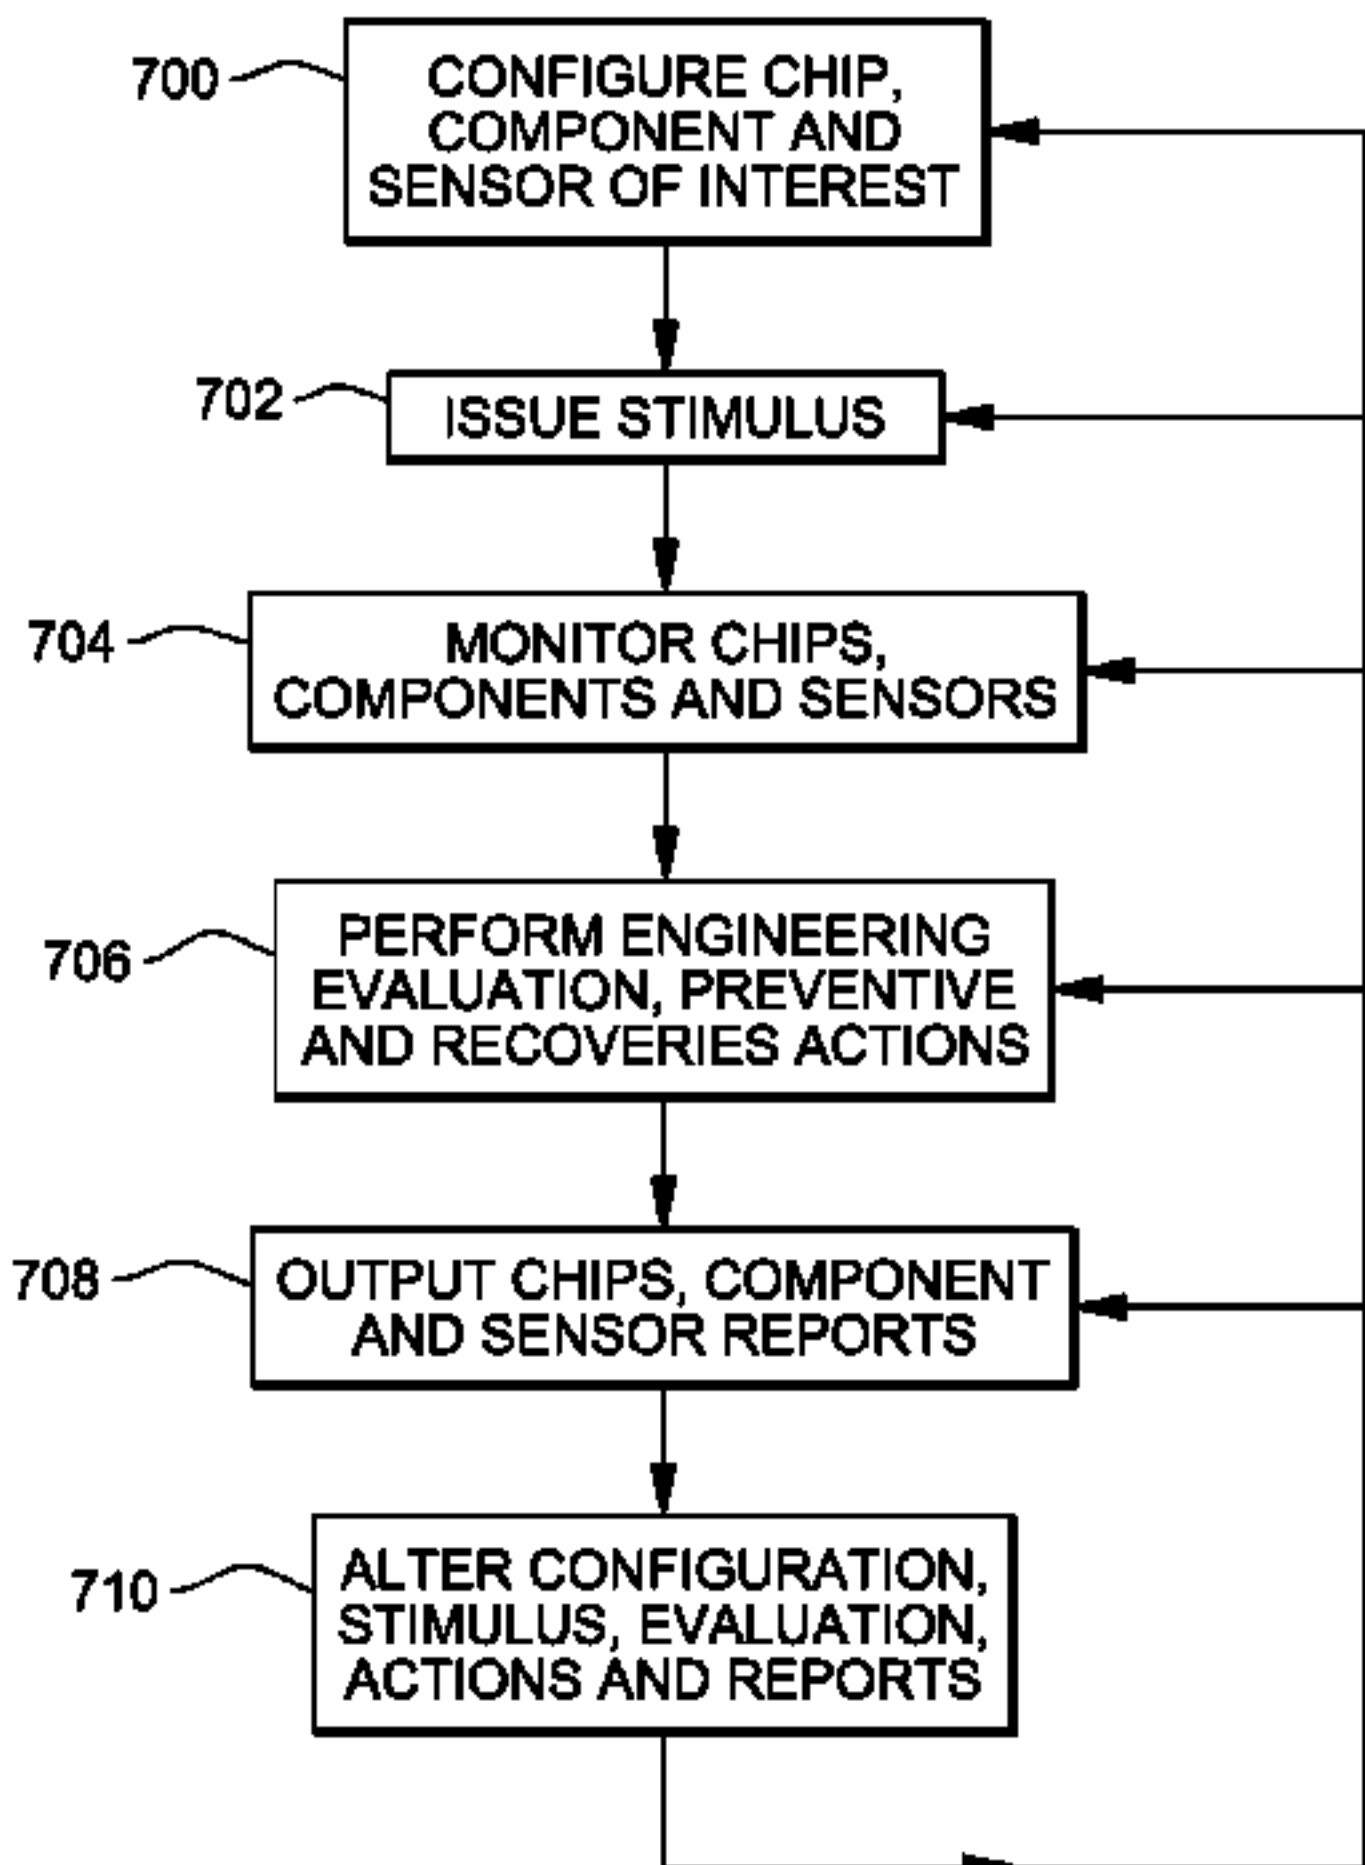 700
CONFIGURE CHIP,
COMPONENT AND
SENSOR OF INTEREST
702
ISSUE STIMULUS
704
MONITOR CHIPS,
COMPONENTS AND SENSORS
706
PERFORM ENGINEERING
EVALUATION, PREVENTIVE
AND RECOVERIES ACTIONS
708
OUTPUT CHIPS, COMPONENT
AND SENSOR REPORTS
710
ALTER CONFIGURATION,
STIMULUS, EVALUATION,
ACTIONS AND REPORTS